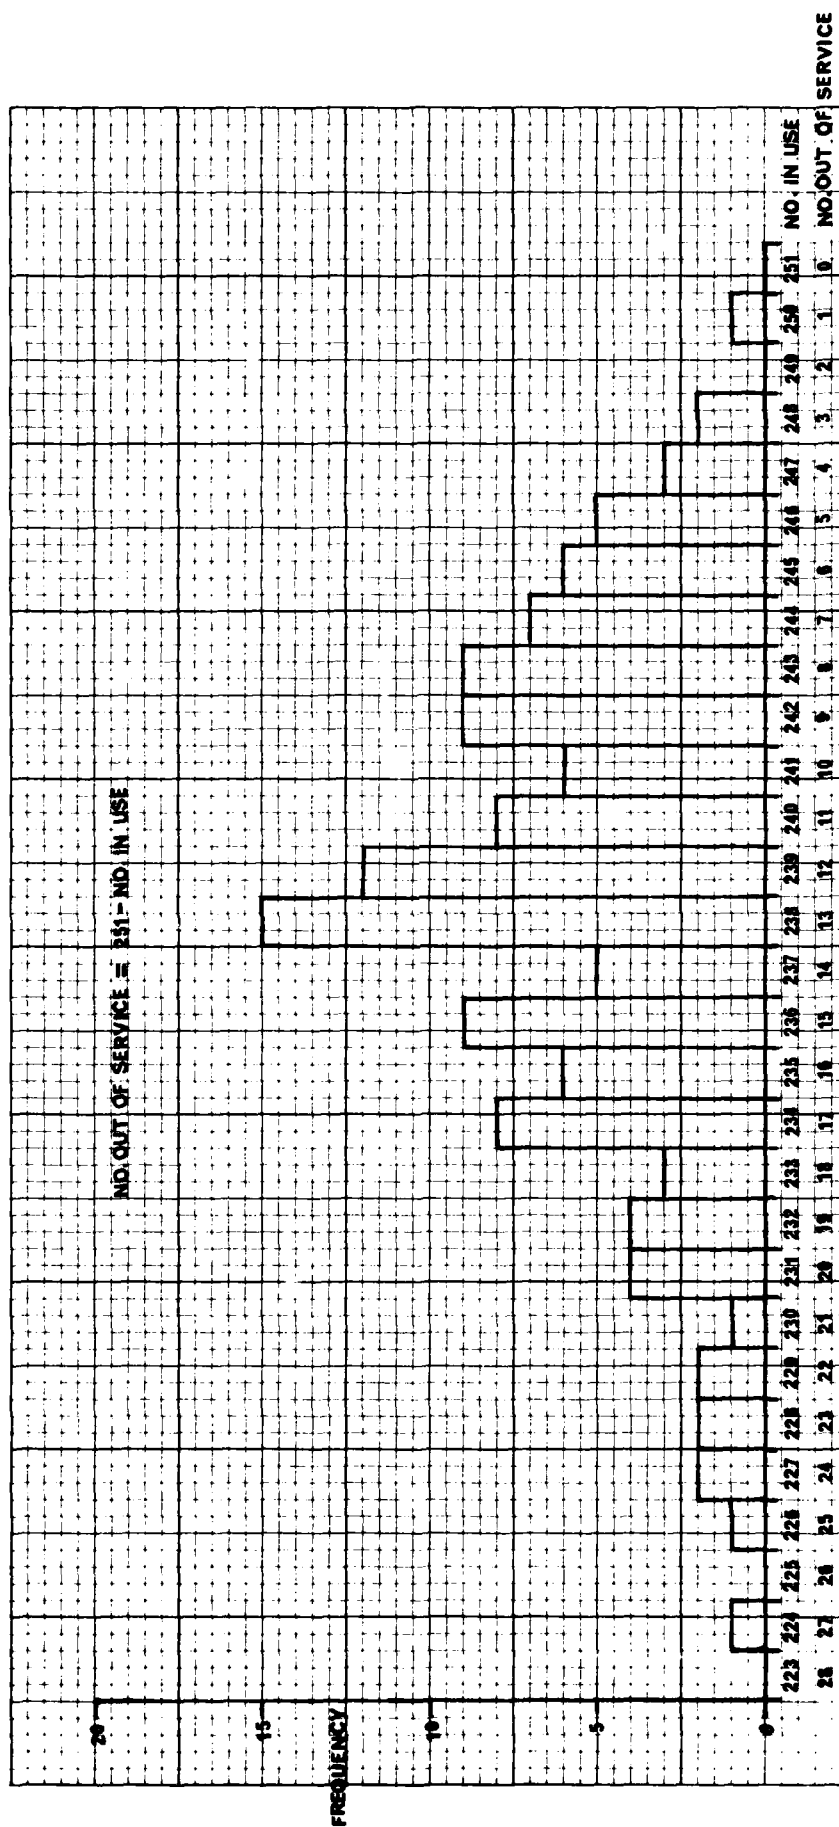 NO. OUT OF SERVICE = 251 - NO. IN USE
20
15
FREQUENCY
10
5
0
223 224 225 226 227 228 229 230 231 232 233 234 235 236 237 238 239 240 241 242 243 244 245 246 247 248 249 250 251 NO. IN USE
28 27 26 25 24 23 22 21 20 19 18 17 16 15 14 13 12 11 10 9 8 7 6 5 4 3 2 1 0 NO. OUT OF SERVICE